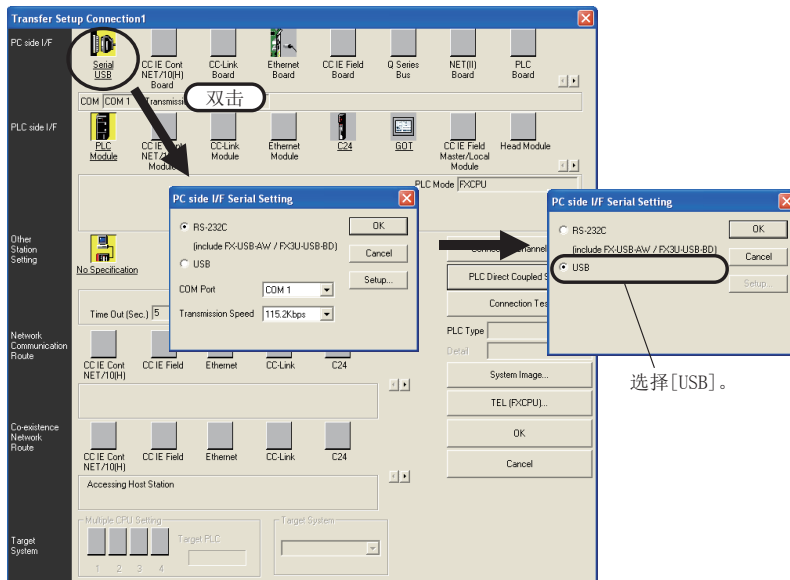 Transfer Setup Connection1
PC side I/F
Serial USB
CC IE Cont NET/10(H) Board
CC-Link Board
Ethernet Board
CC IE Field Board
Q Series Bus
NET(II) Board
PLC Board
COM COM 1
双击
PLC side I/F
PLC Module
CC-Link Module
Ethernet Module
C24
GOT
CC IE Field Master/Local Module
Head Module
PLC Mode FXCPU
PC side I/F Serial Setting
RS-232C
(include FX-USB-AW / FX3U-USB-BD)
USB
COM Port
COM 1
Transmission Speed
115.2Kbps
OK
Cancel
Setup...
PC side I/F Serial Setting
RS-232C
(include FX-USB-AW / FX3U-USB-BD)
USB
OK
Cancel
Setup...
选择[USB]。
Other Station Setting
No Specification
Time Out (Sec.) 5
PLC Direct Coupled
PLC Type
Detail
System Image...
TEL (FXCPU)...
OK
Cancel
Network Communication Route
CC IE Cont NET/10(H)
CC IE Field
Ethernet
CC-Link
C24
Co-existence Network Route
CC IE Cont NET/10(H)
CC IE Field
Ethernet
CC-Link
C24
Accessing Host Station
Target System
Multiple CPU Setting
1 2 3 4
Target PLC
Target System